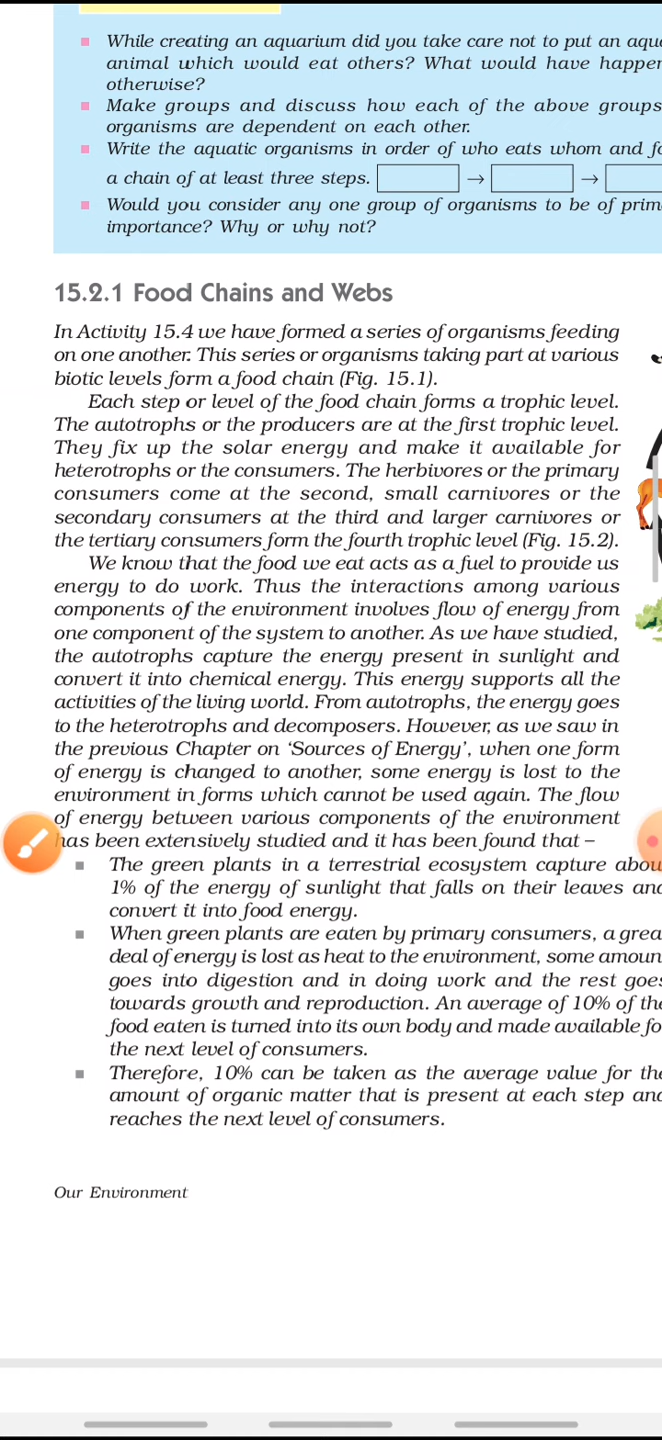 While creating an aquarium did you take care not to put an
animal which would eat others? What would have
otherwise?
Make groups and discuss how each of the above groups
organisms are dependent on each other.
Write the aquatic organisms in order of who eats whom and
a chain of at least three steps. → →
Would you consider any one group of organisms to be of
importance? Why or why not?
15.2.1 Food Chains and Webs
In Activity 15.4 we have formed a series of organisms feeding
on one another. This series or organisms taking part at various
biotic levels form a food chain (Fig. 15.1).
Each step or level of the food chain forms a trophic level.
The autotrophs or the producers are at the first trophic level.
They fix up the solar energy and make it available for
heterotrophs or the consumers. The herbivores or the primary
consumers come at the second, small carnivores or the
secondary consumers at the third and larger carnivores or
the tertiary consumers form the fourth trophic level (Fig. 15.2).
We know that the food we eat acts as a fuel to provide us
energy to do work. Thus the interactions among various
components of the environment involves flow of energy from
one component of the system to another. As we have studied,
the autotrophs capture the energy present in sunlight and
convert it into chemical energy. This energy supports all the
activities of the living world. From autotrophs, the energy goes
to the heterotrophs and decomposers. However, as we saw in
the previous Chapter on ‘Sources of Energy’, when one form
of energy is changed to another, some energy is lost to the
environment in forms which cannot be used again. The flow
of energy between various components of the environment
has been extensively studied and it has been found that –
The green plants in a terrestrial ecosystem capture
1% of the energy of sunlight that falls on their leaves
convert it into food energy.
When green plants are eaten by primary consumers, a
deal of energy is lost as heat to the environment, some
goes into digestion and in doing work and the rest
towards growth and reproduction. An average of 10% of
food eaten is turned into its own body and made available
the next level of consumers.
Therefore, 10% can be taken as the average value for
amount of organic matter that is present at each step
reaches the next level of consumers.
Our Environment